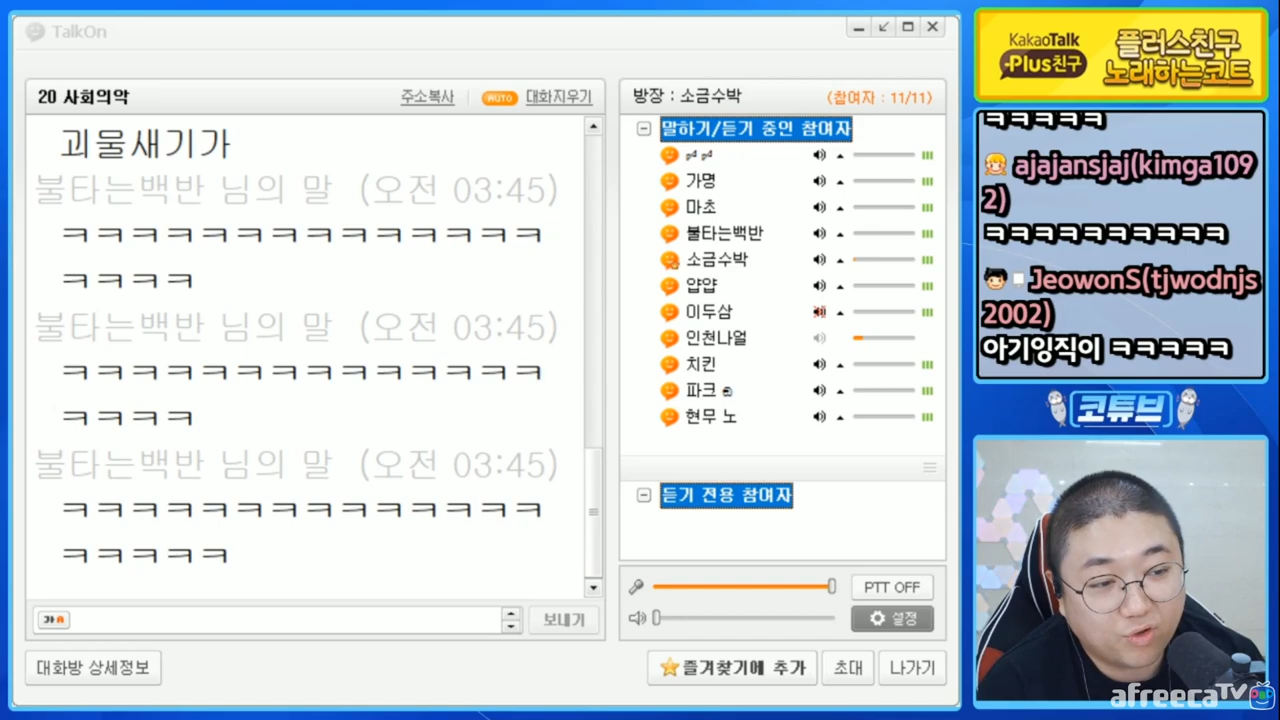 TalkOn
20 사회의악
주소복사
AUTO
대화지우기
괴물새기가
불타는백반 님의 말 (오전 03:45)
ㅋㅋㅋㅋㅋㅋㅋㅋㅋㅋㅋㅋㅋㅋ
ㅋㅋㅋㅋ
불타는백반 님의 말 (오전 03:45)
ㅋㅋㅋㅋㅋㅋㅋㅋㅋㅋㅋㅋㅋㅋ
ㅋㅋㅋㅋ
불타는백반 님의 말 (오전 03:45)
ㅋㅋㅋㅋㅋㅋㅋㅋㅋㅋㅋㅋㅋㅋ
ㅋㅋㅋㅋㅋ
가A
보내기
대화방 상세정보
방장 : 소금수박
(참여자 : 11/11)
말하기/듣기 중인 참여자
가명
마초
불타는백반
소금수박
얍얍
이두삼
인천나얼
치킨
파크
현무 노
듣기 전용 참여자
PTT OFF
설정
즐겨찾기에 추가
초대
나가기
KakaoTalk
Plus친구
플러스친구
노래하는코트
ㅋㅋㅋㅋㅋ
ajajansjaj(kimga109
2)
ㅋㅋㅋㅋㅋㅋㅋㅋㅋㅋ
JeowonS(tjwodnjs
2002)
아기잉직이 ㅋㅋㅋㅋㅋ
코튜브
afreecaTV